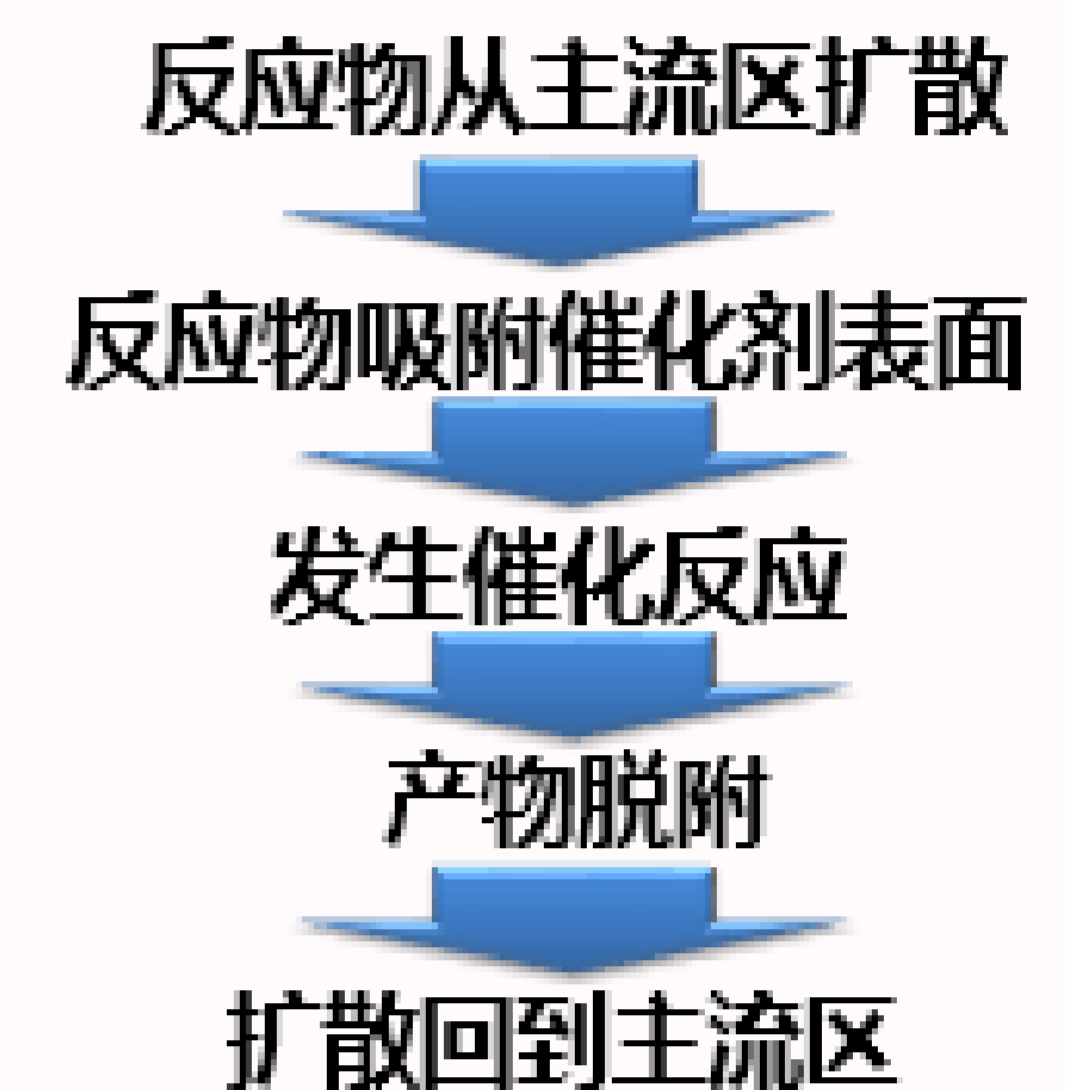 反应物从主流区扩散
反应物吸附催化剂表面
发生催化反应
产物脱附
扩散回到主流区